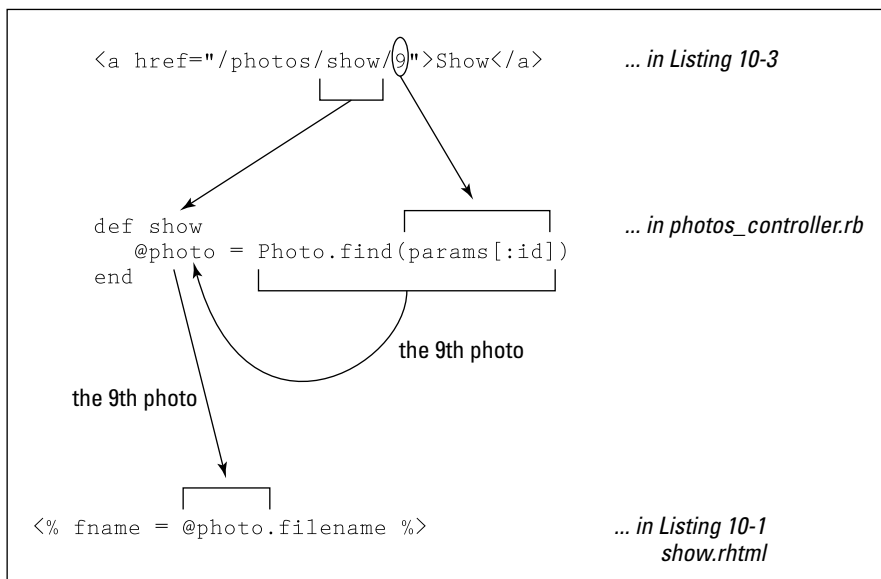 <a href="/photos/show/9">Show</a>
... in Listing 10-3
def show
@photo = Photo.find(params[:id])
end
... in photos_controller.rb
the 9th photo
the 9th photo
<% fname = @photo.filename %>
... in Listing 10-1
show.rhtml